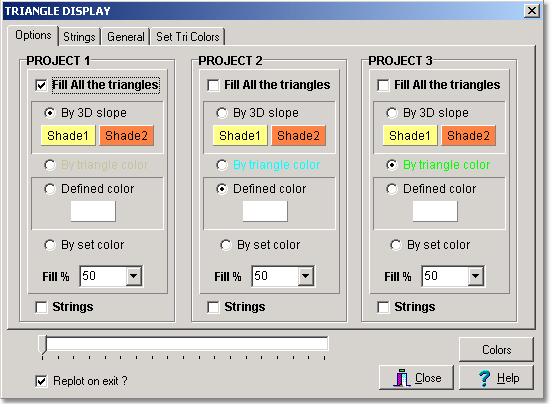 TRIANGLE DISPLAY
Options Strings General Set Tri Colors
PROJECT 1 PROJECT 2 PROJECT 3
Fill All the triangles Fill All the triangles Fill All the triangles
By 3D slope By 3D slope By 3D slope
Shade1 Shade2 Shade1 Shade2 Shade1 Shade2
By triangle color By triangle color By triangle color
Defined color Defined color Defined color
By set color By set color By set color
Fill % 50 Fill % 50 Fill % 50
Strings Strings Strings
Colors
Replot on exit ? Close Help